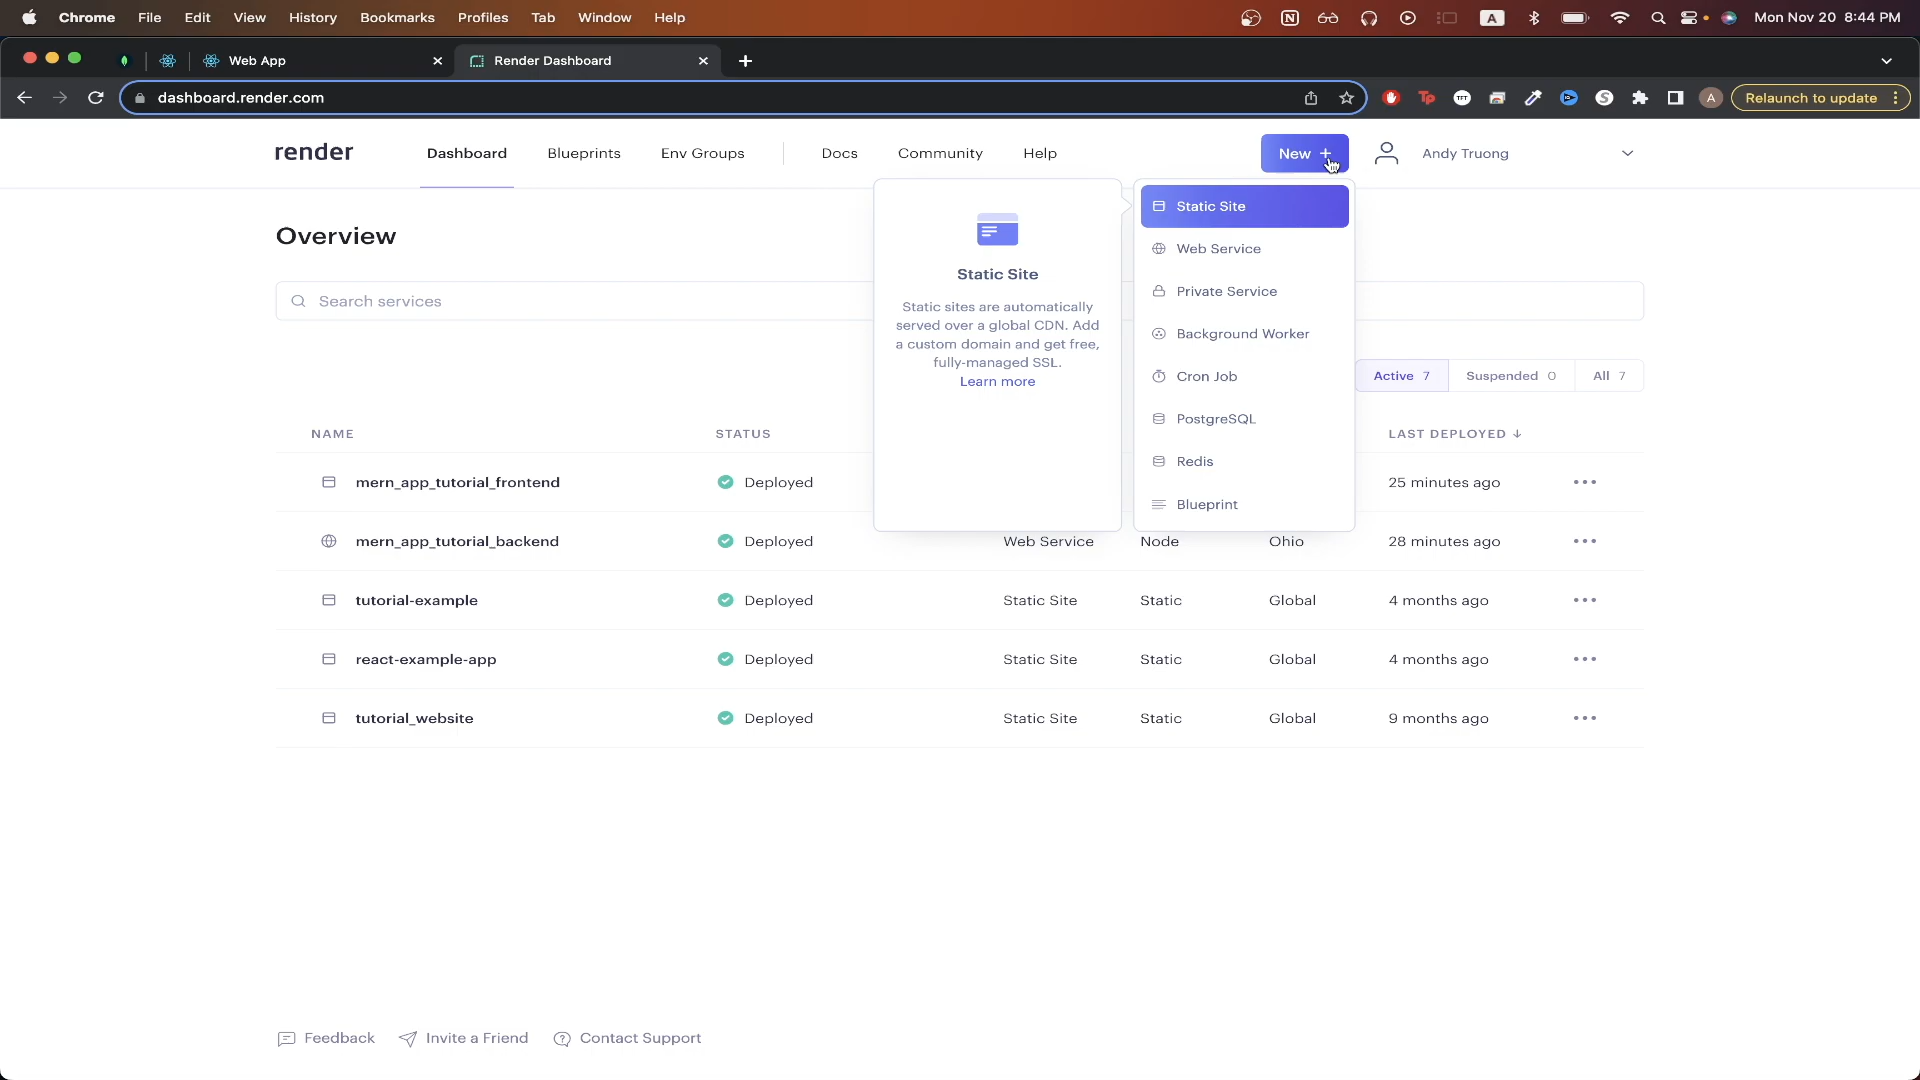 Chrome File Edit View History Bookmarks Profiles Tab Window Help A Mon Nov 20 8:44 PM
Web App Render Dashboard
dashboard.render.com Tp A Relaunch to update
render Dashboard Blueprints Env Groups Docs Community Help New + Andy Truong
Overview
Search services
Static Site
Static sites are automatically
served over a global CDN. Add
a custom domain and get free,
fully-managed SSL.
Learn more
Static Site
Web Service
Private Service
Background Worker
Cron Job
PostgreSQL
Redis
Blueprint
Active 7 Suspended 0 All 7
NAME STATUS LAST DEPLOYED ↓
mern_app_tutorial_frontend Deployed 25 minutes ago
mern_app_tutorial_backend Deployed Web Service Node Ohio 28 minutes ago
tutorial-example Deployed Static Site Static Global 4 months ago
react-example-app Deployed Static Site Static Global 4 months ago
tutorial_website Deployed Static Site Static Global 9 months ago
Feedback Invite a Friend Contact Support